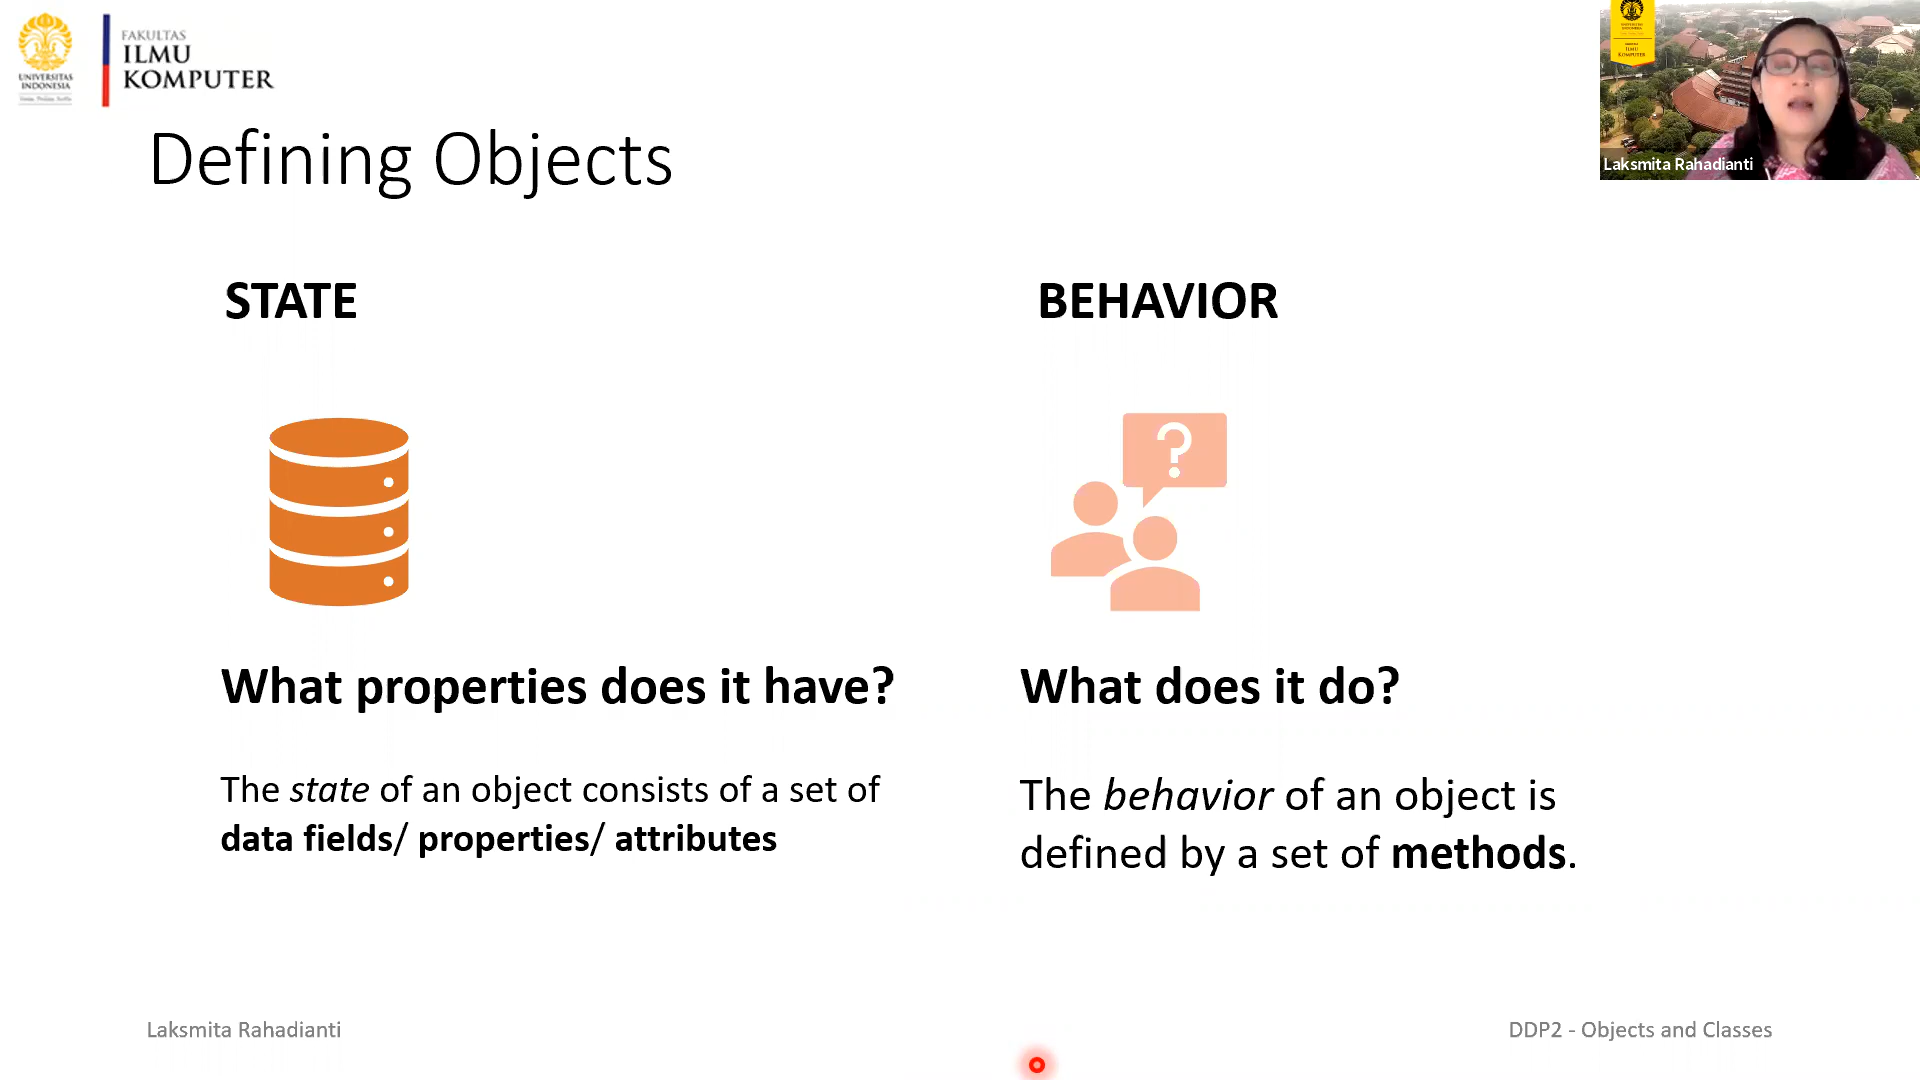 UNIVERSITAS
INDONESIA
FAKULTAS
ILMU
KOMPUTER
Defining Objects
Laksmita Rahadianti
STATE
BEHAVIOR
?
What properties does it have?
What does it do?
The state of an object consists of a set of
data fields/ properties/ attributes
The behavior of an object is
defined by a set of methods.
Laksmita Rahadianti
DDP2 - Objects and Classes